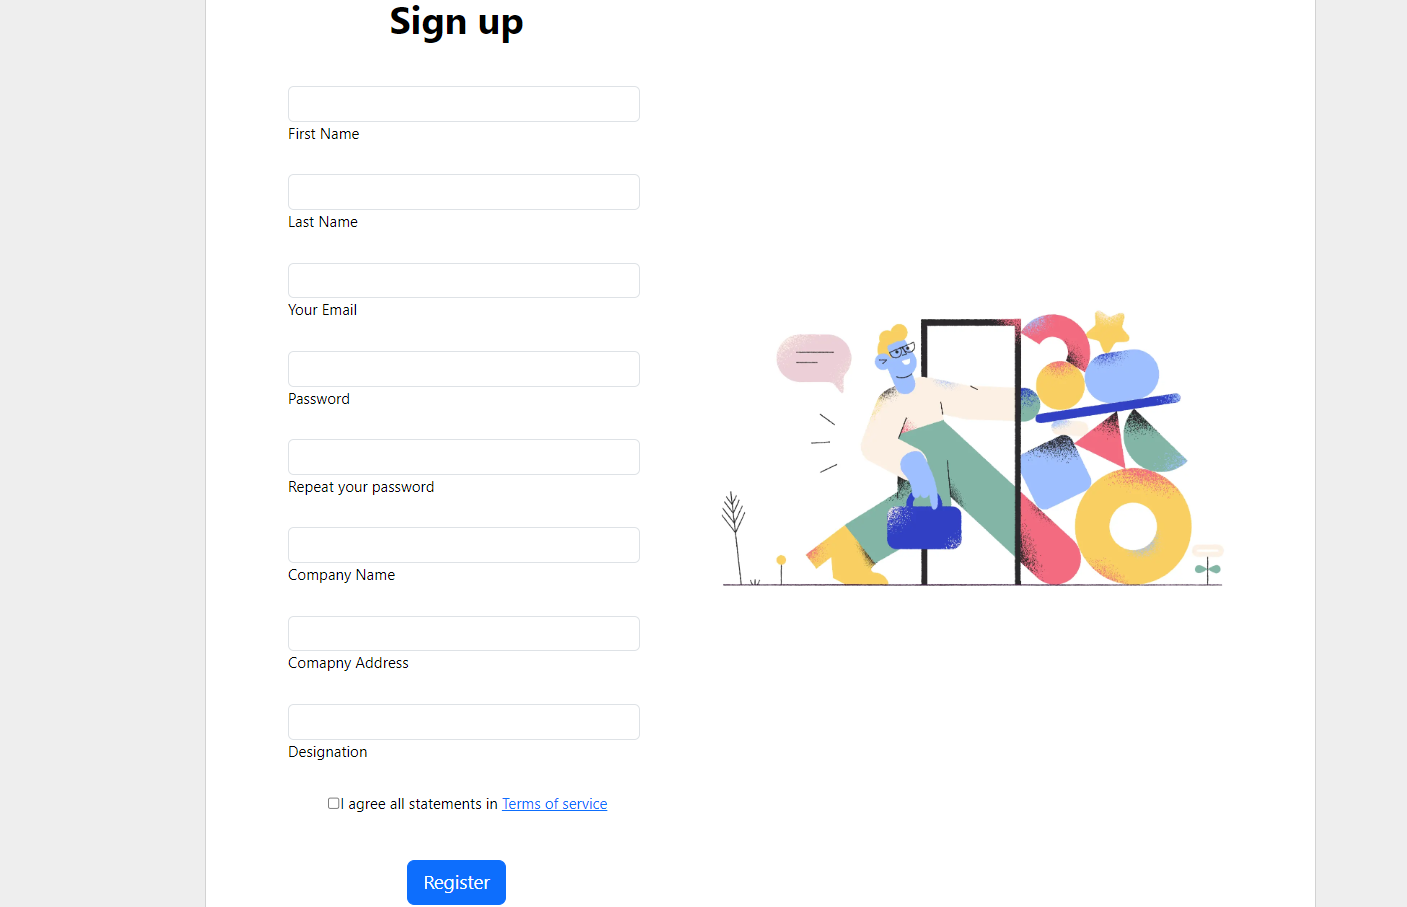 Sign up
First Name
Last Name
Your Email
Password
Repeat your password
Company Name
Comapny Address
Designation
I agree all statements in Terms of service
Register